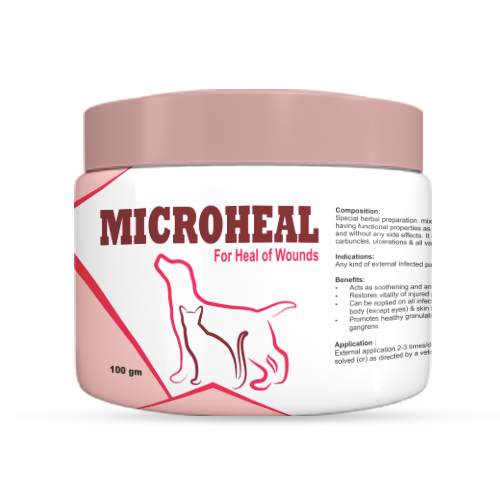 MICROHEAL
For Heal of Wounds
100 gm
Composition:
Special herbal preparation
having functional properties as
and without any side effects. It
carbuncles, ulcerations & all
Indications:
Any kind of external infected
Benefits:
• Acts as soothening and
• Restores vitality of injured
• Can be applied on all
body (except eyes) & skin
• Promotes healthy
gangrene
Application :
External application 2-3
solved (or) as directed by a